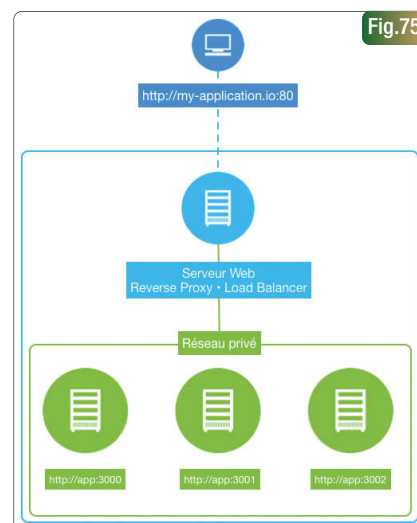 Fig.75
http://my-application.io:80
Serveur Web
Reverse Proxy • Load Balancer
Réseau privé
http://app:3000
http://app:3001
http://app:3002